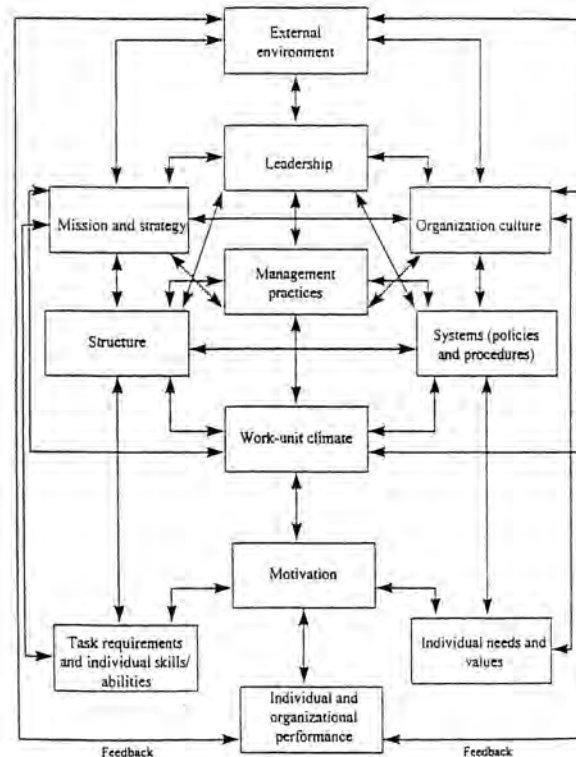 External
environment
Leadership
Mission and strategy
Organization culture
Management
practices
Structure
Systems (policies
and procedures)
Work-unit climate
Motivation
Task requirements
and individual skills/
abilities
Individual needs and
values
Individual and
organizational
performance
Feedback
Feedback